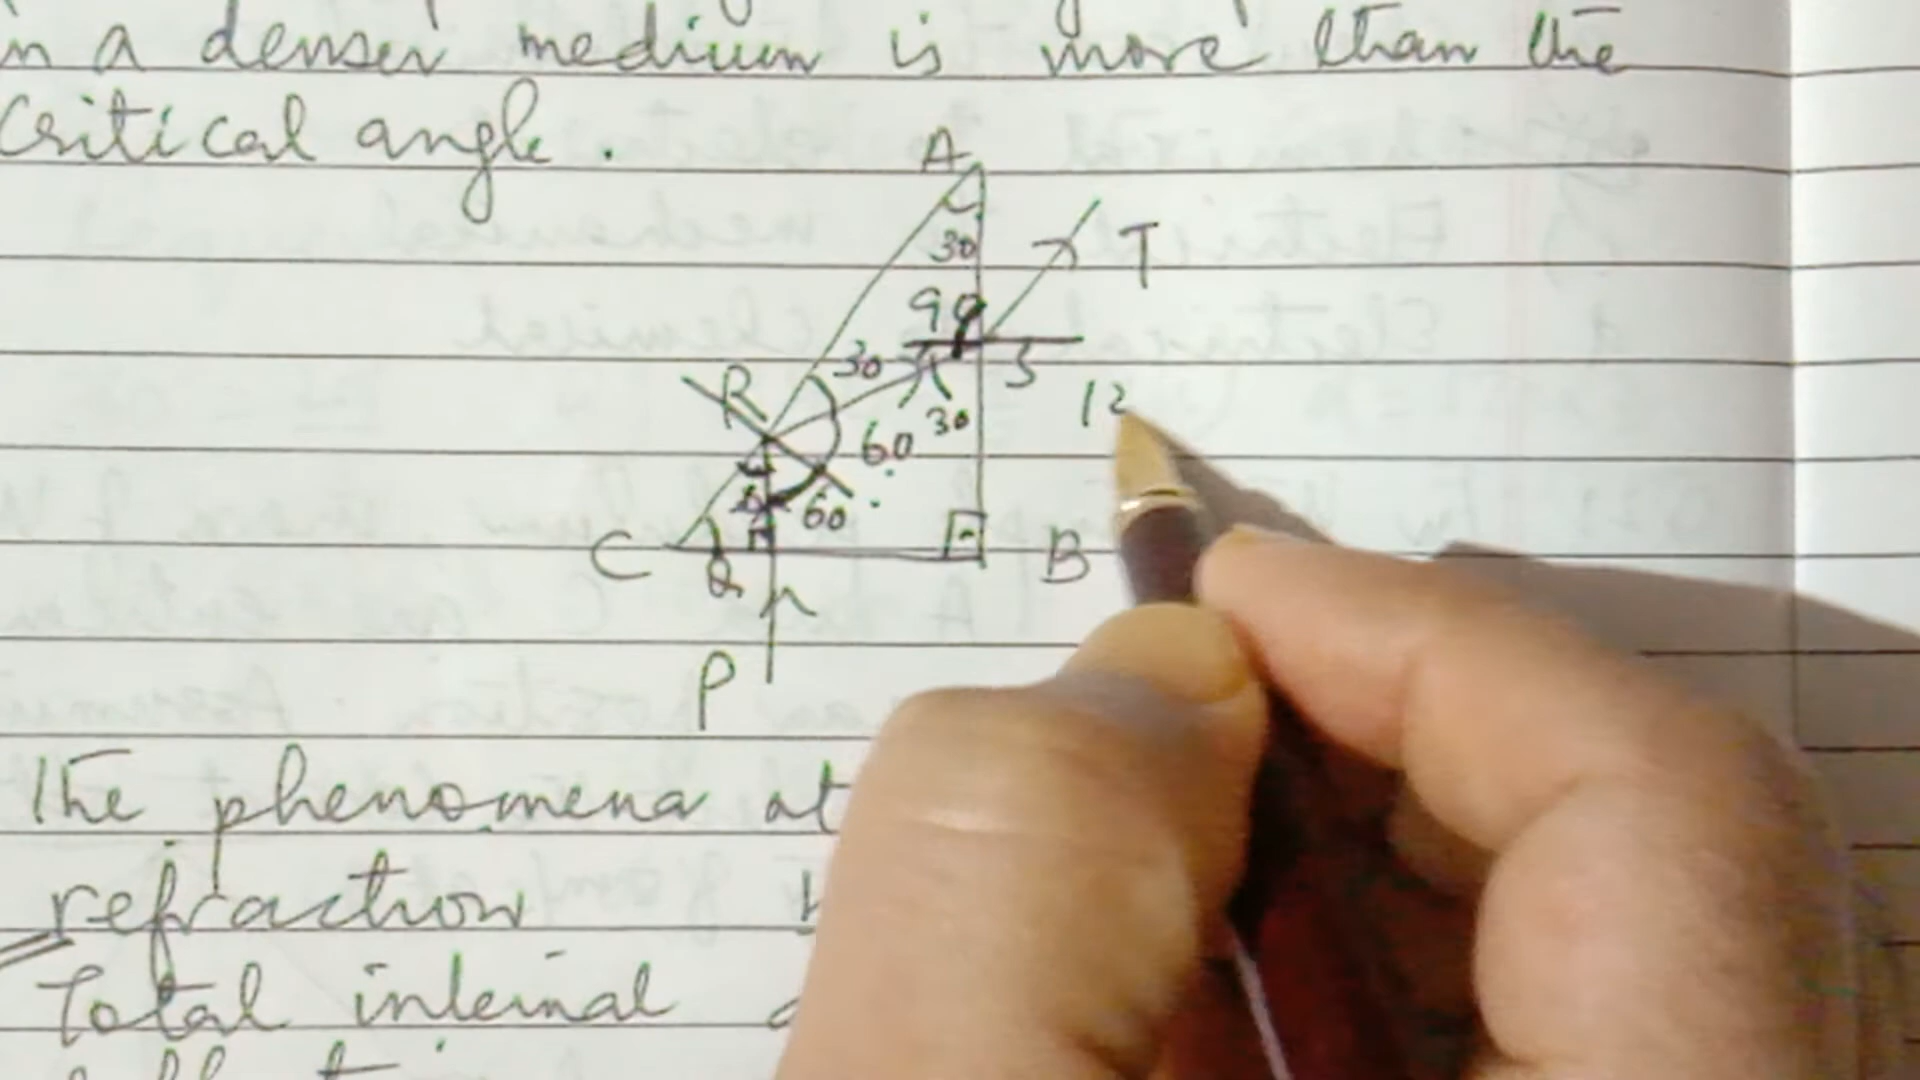 in a denser medium is more than the
critical angle.
A
30
T
90
30
S
R
30
12
60
60
C
B
Q
P
The phenomena at
refraction
Total internal